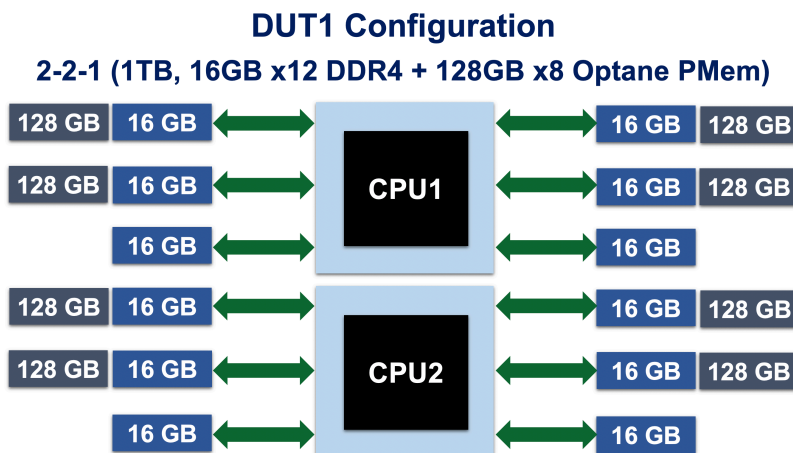 DUT1 Configuration
2-2-1 (1TB, 16GB x12 DDR4 + 128GB x8 Optane PMem)
128 GB 16 GB 16 GB 128 GB
128 GB 16 GB CPU1 16 GB 128 GB
16 GB 16 GB
128 GB 16 GB 16 GB 128 GB
128 GB 16 GB CPU2 16 GB 128 GB
16 GB 16 GB